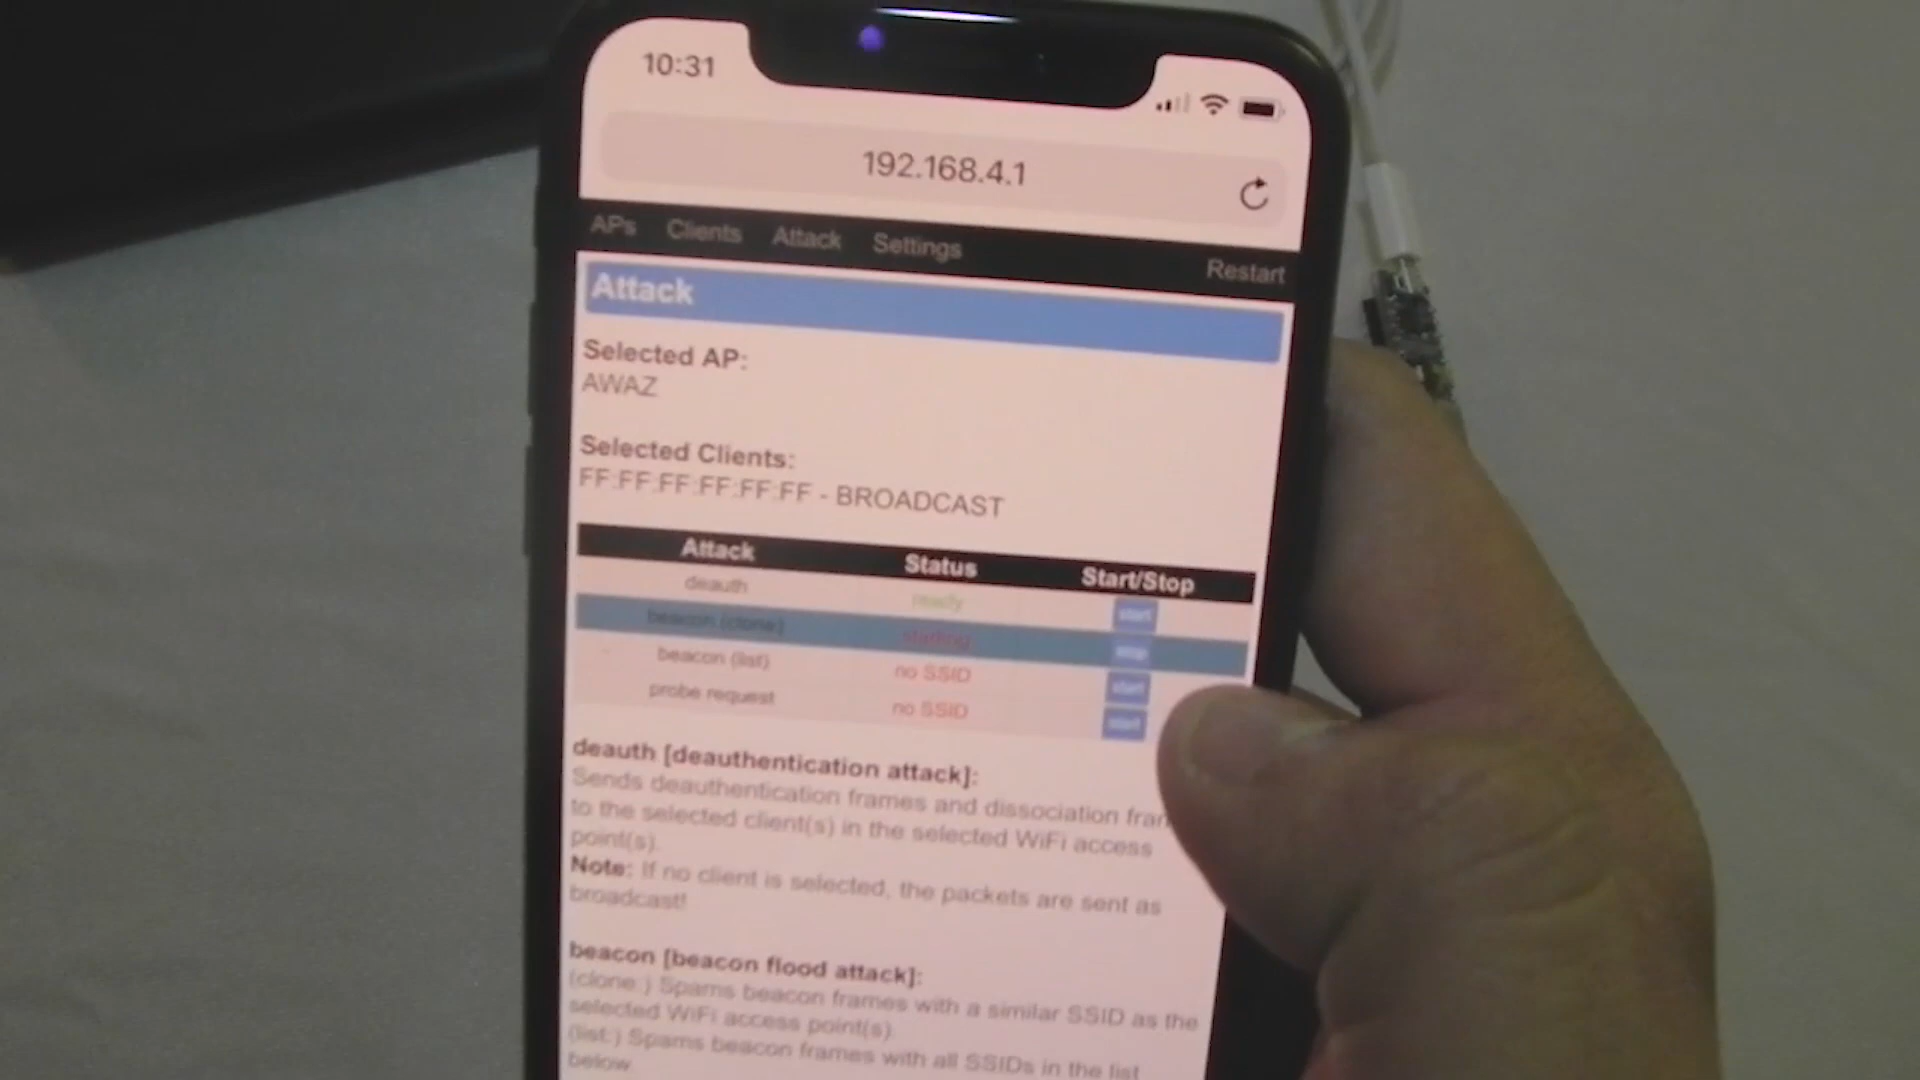 10:31
192.168.4.1
APs Clients Attack Settings Restart
Attack
Selected AP:
AWAZ
Selected Clients:
FF:FF:FF:FF:FF:FF - BROADCAST
Attack Status Start/Stop
deauth ready start
beacon (clone) starting stop
beacon (list) no SSID start
probe request no SSID start
deauth [deauthentication attack]:
Sends deauthentication frames and dissociation fram
to the selected client(s) in the selected WiFi access
point(s).
Note: If no client is selected, the packets are sent as
broadcast!
beacon [beacon flood attack]:
(clone:) Spams beacon frames with a similar SSID as the
selected WiFi access point(s).
(list:) Spams beacon frames with all SSIDs in the list
below.